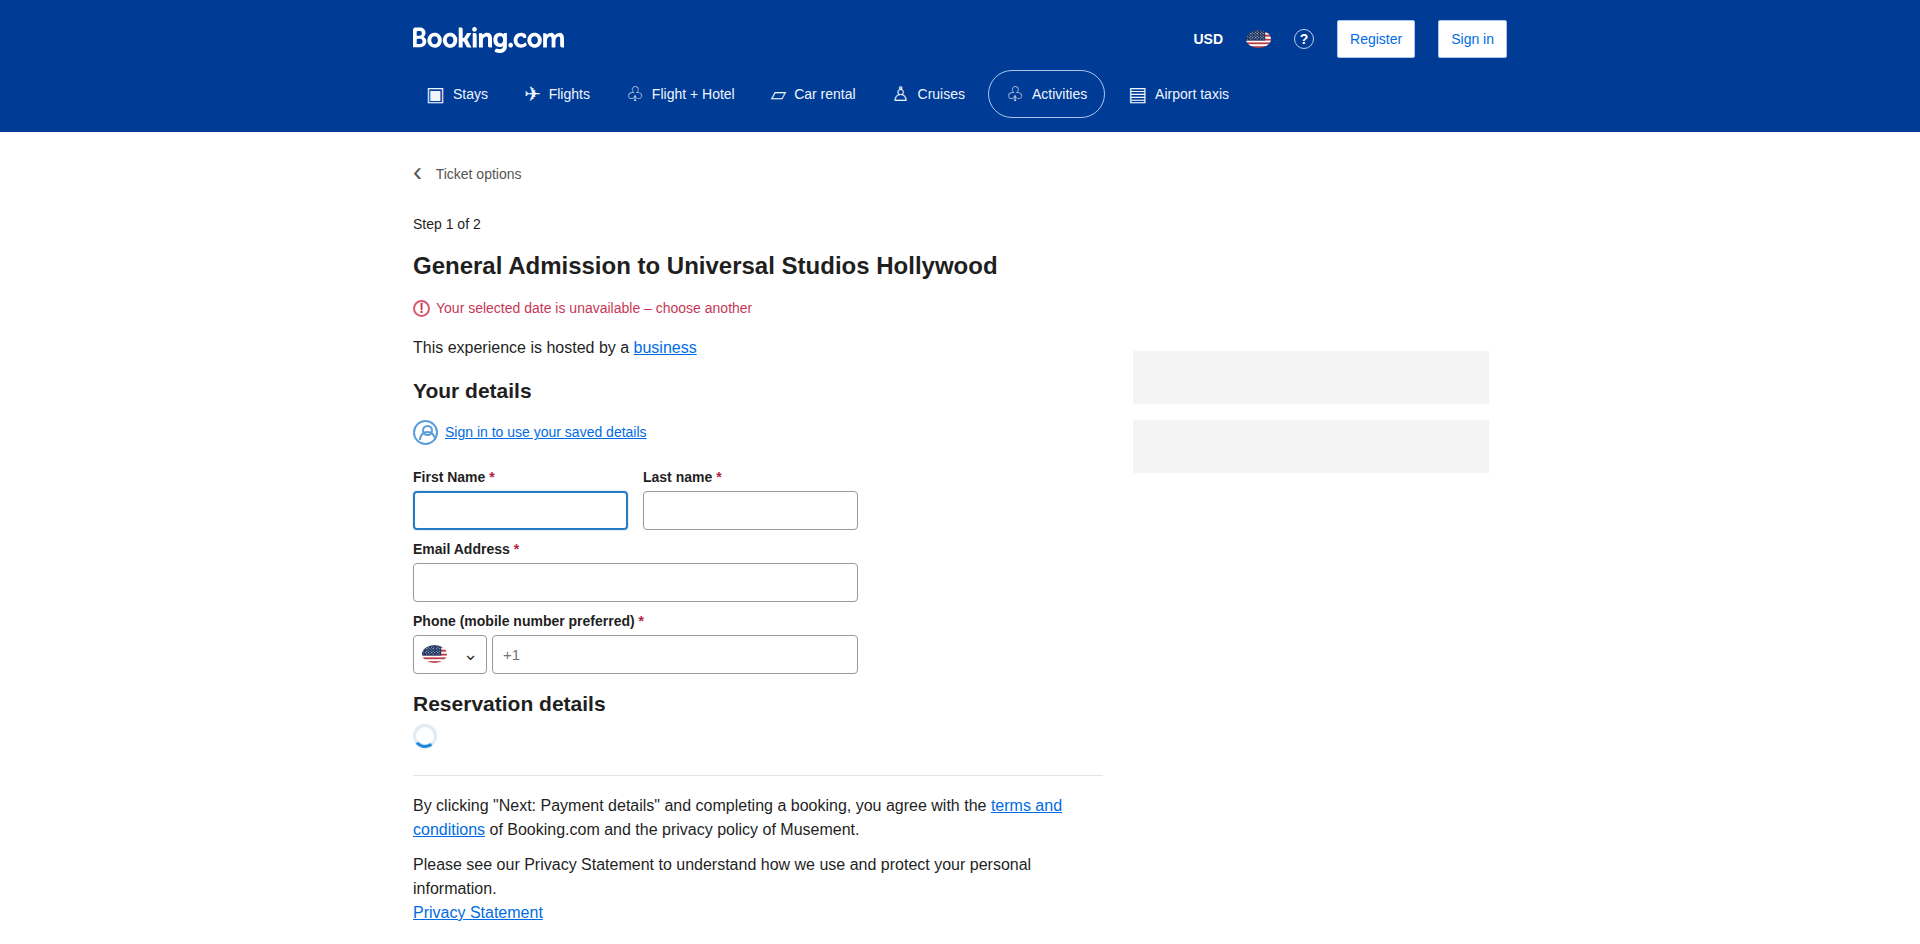 Booking.com
USD
?
Register
Sign in
Stays
Flights
Flight + Hotel
Car rental
Cruises
Activities
Airport taxis
Ticket options
Step 1 of 2
General Admission to Universal Studios Hollywood
Your selected date is unavailable – choose another
This experience is hosted by a business
Your details
Sign in to use your saved details
First Name *
Last name *
Email Address *
Phone (mobile number preferred) *
+1
Reservation details
By clicking "Next: Payment details" and completing a booking, you agree with the terms and
conditions of Booking.com and the privacy policy of Musement.
Please see our Privacy Statement to understand how we use and protect your personal
information.
Privacy Statement